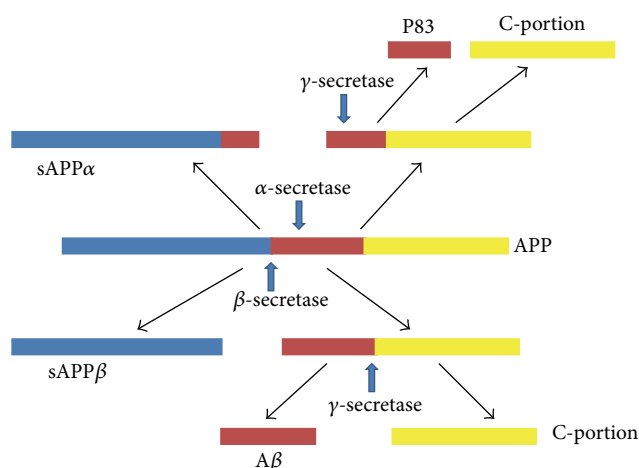 P83
C-portion
γ-secretase
sAPPα
α-secretase
APP
β-secretase
sAPPβ
γ-secretase
Aβ
C-portion